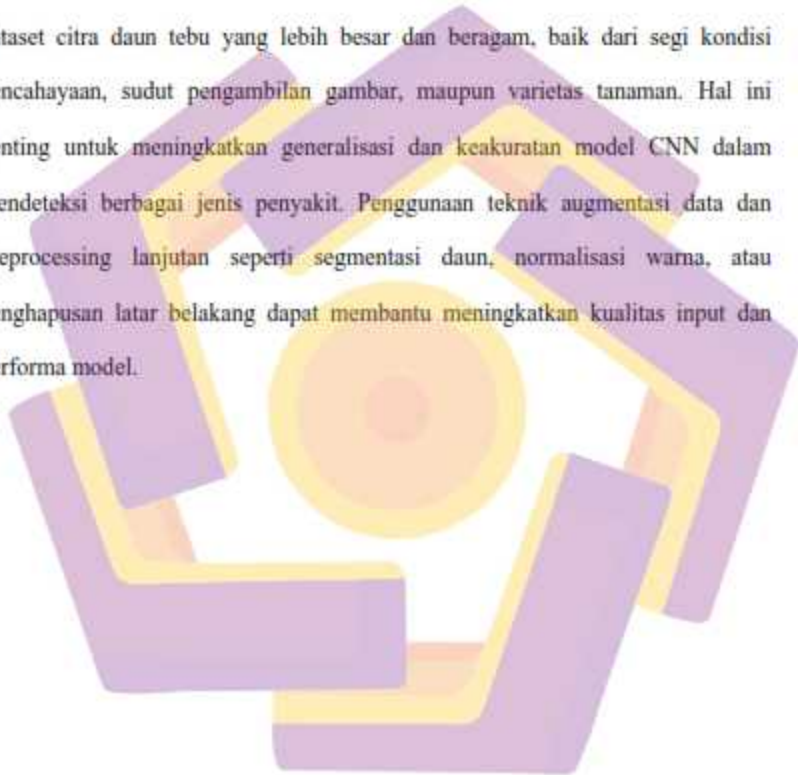 taset citra daun tebu yang lebih besar dan beragam, baik dari segi kondisi
ncahayaan, sudut pengambilan gambar, maupun varietas tanaman. Hal ini
nting untuk meningkatkan generalisasi dan keakuratan model CNN dalam
endeteksi berbagai jenis penyakit. Penggunaan teknik augmentasi data dan
eprocessing lanjutan seperti segmentasi daun, normalisasi warna, atau
nghapusan latar belakang dapat membantu meningkatkan kualitas input dan
rforma model.